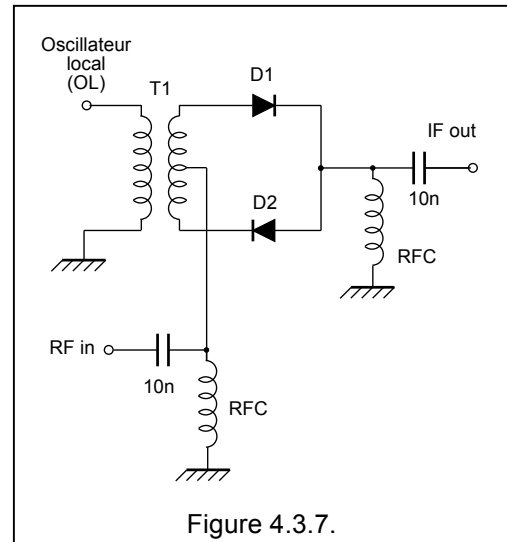 Oscillateur
local
(OL)
T1
D1
IF out
D2
10n
RFC
RF in
10n
RFC
Figure 4.3.7.